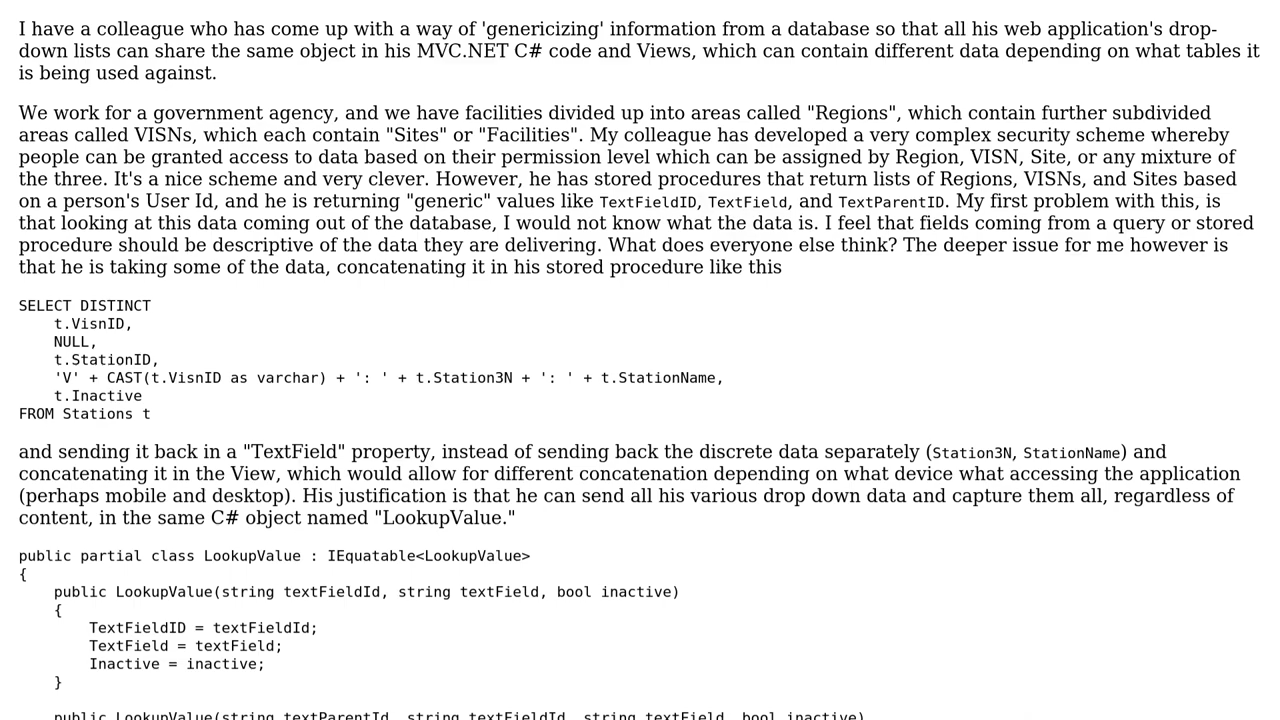 I have a colleague who has come up with a way of 'genericizing' information from a database so that all his web application's drop-
down lists can share the same object in his MVC.NET C# code and Views, which can contain different data depending on what tables it
is being used against.
We work for a government agency, and we have facilities divided up into areas called "Regions", which contain further subdivided
areas called VISNs, which each contain "Sites" or "Facilities". My colleague has developed a very complex security scheme whereby
people can be granted access to data based on their permission level which can be assigned by Region, VISN, Site, or any mixture of
the three. It's a nice scheme and very clever. However, he has stored procedures that return lists of Regions, VISNs, and Sites based
on a person's User Id, and he is returning "generic" values like TextFieldID, TextField, and TextParentID. My first problem with this, is
that looking at this data coming out of the database, I would not know what the data is. I feel that fields coming from a query or stored
procedure should be descriptive of the data they are delivering. What does everyone else think? The deeper issue for me however is
that he is taking some of the data, concatenating it in his stored procedure like this
SELECT DISTINCT
    t.VisnID,
    NULL,
    t.StationID,
    'V' + CAST(t.VisnID as varchar) + ': ' + t.Station3N + ': ' + t.StationName,
    t.Inactive
FROM Stations t
and sending it back in a "TextField" property, instead of sending back the discrete data separately (Station3N, StationName) and
concatenating it in the View, which would allow for different concatenation depending on what device what accessing the application
(perhaps mobile and desktop). His justification is that he can send all his various drop down data and capture them all, regardless of
content, in the same C# object named "LookupValue."
public partial class LookupValue : IEquatable<LookupValue>
{
    public LookupValue(string textFieldId, string textField, bool inactive)
    {
        TextFieldID = textFieldId;
        TextField = textField;
        Inactive = inactive;
    }
    public LookupValue(string textParentId, string textFieldId, string textField, bool inactive)